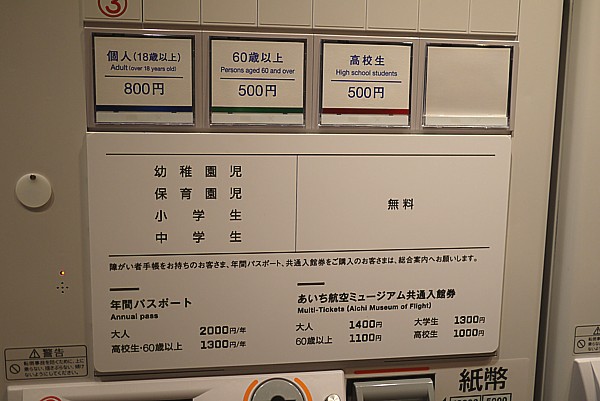 ③
個人(18歳以上)
Adult (over 18 years old)
800円
60歳以上
Persons aged 60 and over
500円
高校生
High school students
500円
幼稚園児
保育園児
小学生
中学生
無料
障がい者手帳をお持ちのお客さま、年間パスポート、共通入館券をご購入のお客さまは、総合案内へお願いします。
年間パスポート
Annual pass
大人 2000円/年
高校生・60歳以上 1300円/年
あいち航空ミュージアム共通入館券
Multi-Tickets (Aichi Museum of Flight)
大人 1400円 大学生 1300円
60歳以上 1100円 高校生 1000円
警告
紙幣